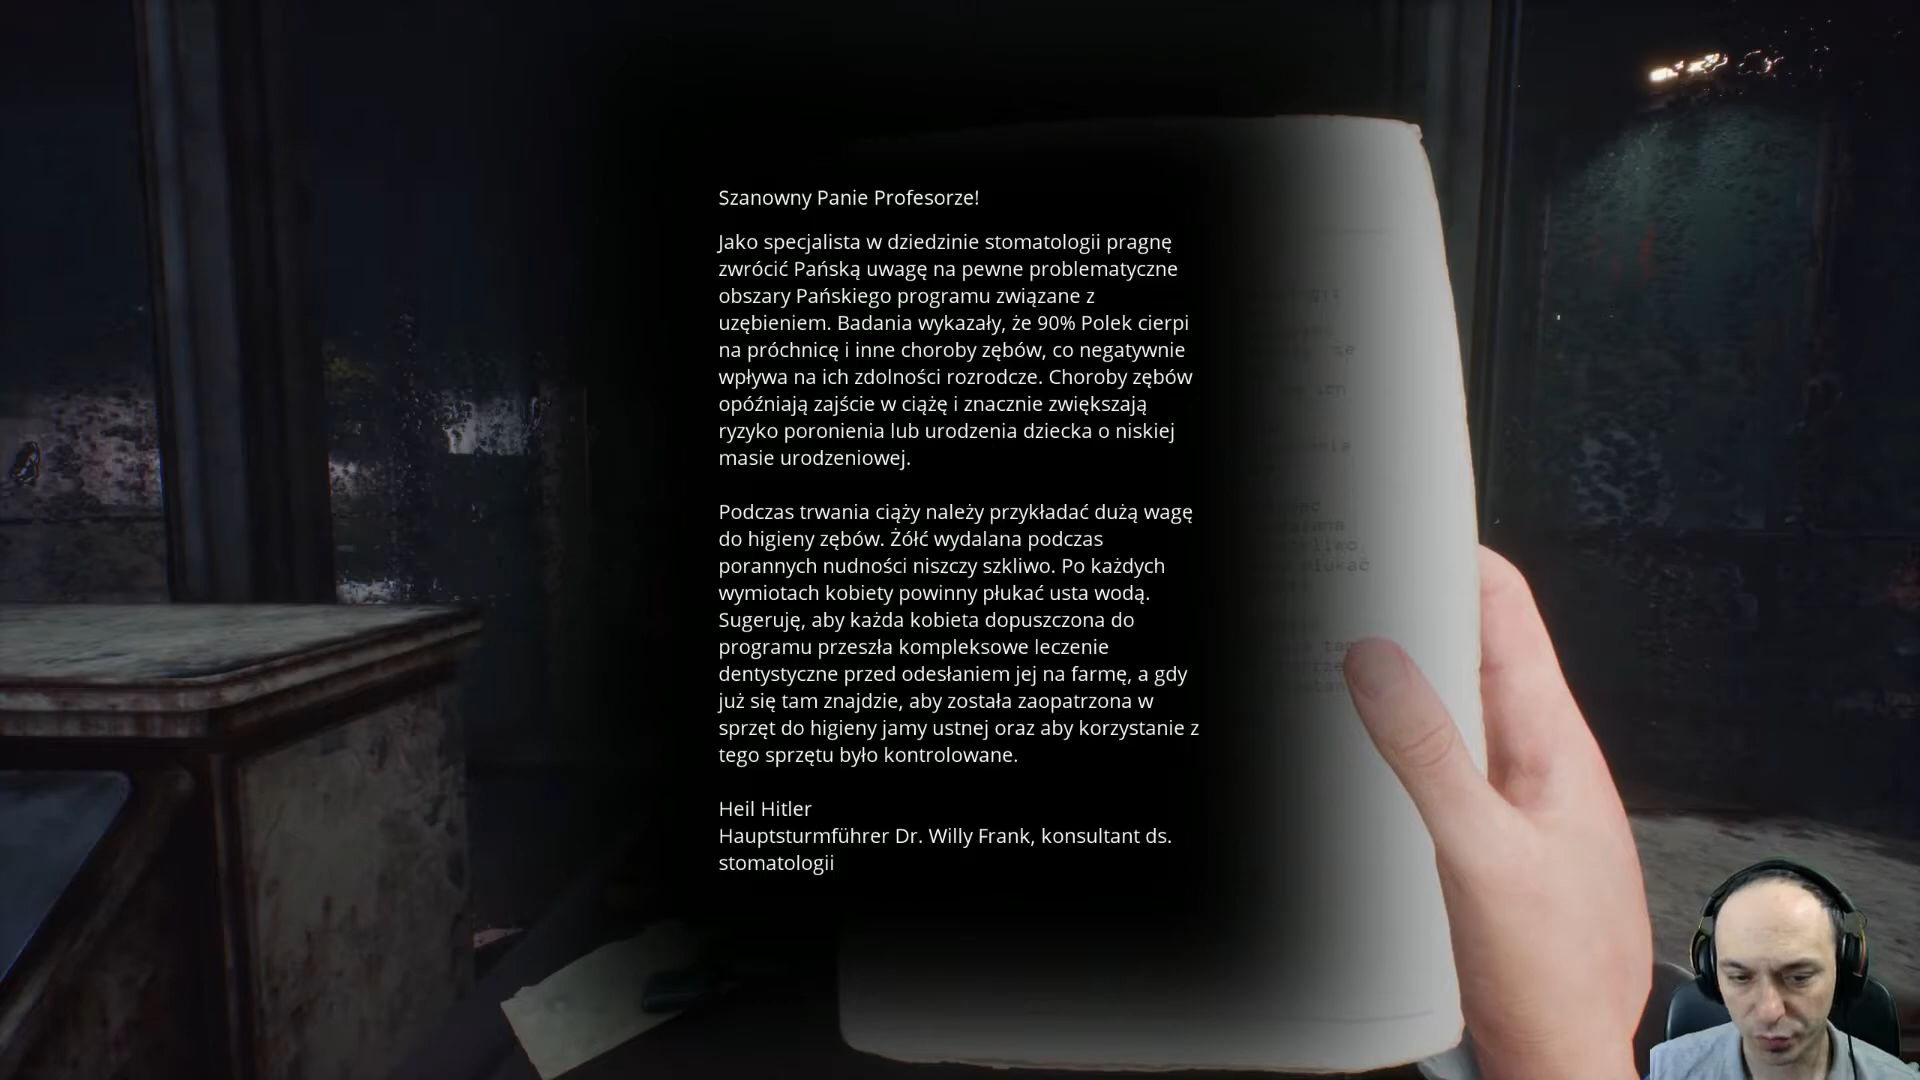 Szanowny Panie Profesorze!
Jako specjalista w dziedzinie stomatologii pragnę
zwrócić Pańską uwagę na pewne problematyczne
obszary Pańskiego programu związane z
uzębieniem. Badania wykazały, że 90% Polek cierpi
na próchnicę i inne choroby zębów, co negatywnie
wpływa na ich zdolności rozrodcze. Choroby zębów
opóźniają zajście w ciążę i znacznie zwiększają
ryzyko poronienia lub urodzenia dziecka o niskiej
masie urodzeniowej.
Podczas trwania ciąży należy przykładać dużą wagę
do higieny zębów. Żółć wydalana podczas
porannych nudności niszczy szkliwo. Po każdych
wymiotach kobiety powinny płukać usta wodą.
Sugeruję, aby każda kobieta dopuszczona do
programu przeszła kompleksowe leczenie
dentystyczne przed odesłaniem jej na farmę, a gdy
już się tam znajdzie, aby została zaopatrzona w
sprzęt do higieny jamy ustnej oraz aby korzystanie z
tego sprzętu było kontrolowane.
Heil Hitler
Hauptsturmführer Dr. Willy Frank, konsultant ds.
stomatologii